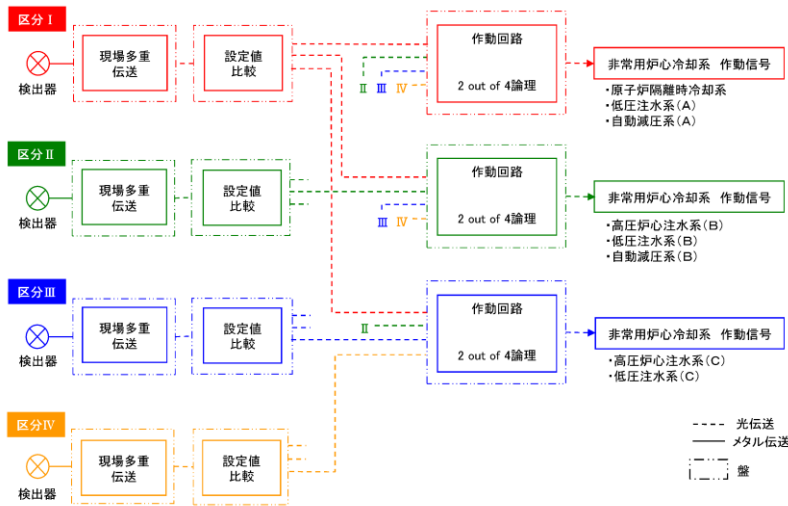 区分Ⅰ
検出器
現場多重
伝送
設定値
比較
Ⅱ Ⅲ Ⅳ
作動回路
2 out of 4論理
非常用炉心冷却系 作動信号
・原子炉隔離時冷却系
・低圧注水系(A)
・自動減圧系(A)
区分Ⅱ
検出器
現場多重
伝送
設定値
比較
Ⅲ Ⅳ
作動回路
2 out of 4論理
非常用炉心冷却系 作動信号
・高圧炉心注水系(B)
・低圧注水系(B)
・自動減圧系(B)
区分Ⅲ
検出器
現場多重
伝送
設定値
比較
Ⅱ
作動回路
2 out of 4論理
非常用炉心冷却系 作動信号
・高圧炉心注水系(C)
・低圧注水系(C)
区分Ⅳ
検出器
現場多重
伝送
設定値
比較
光伝送
メタル伝送
盤